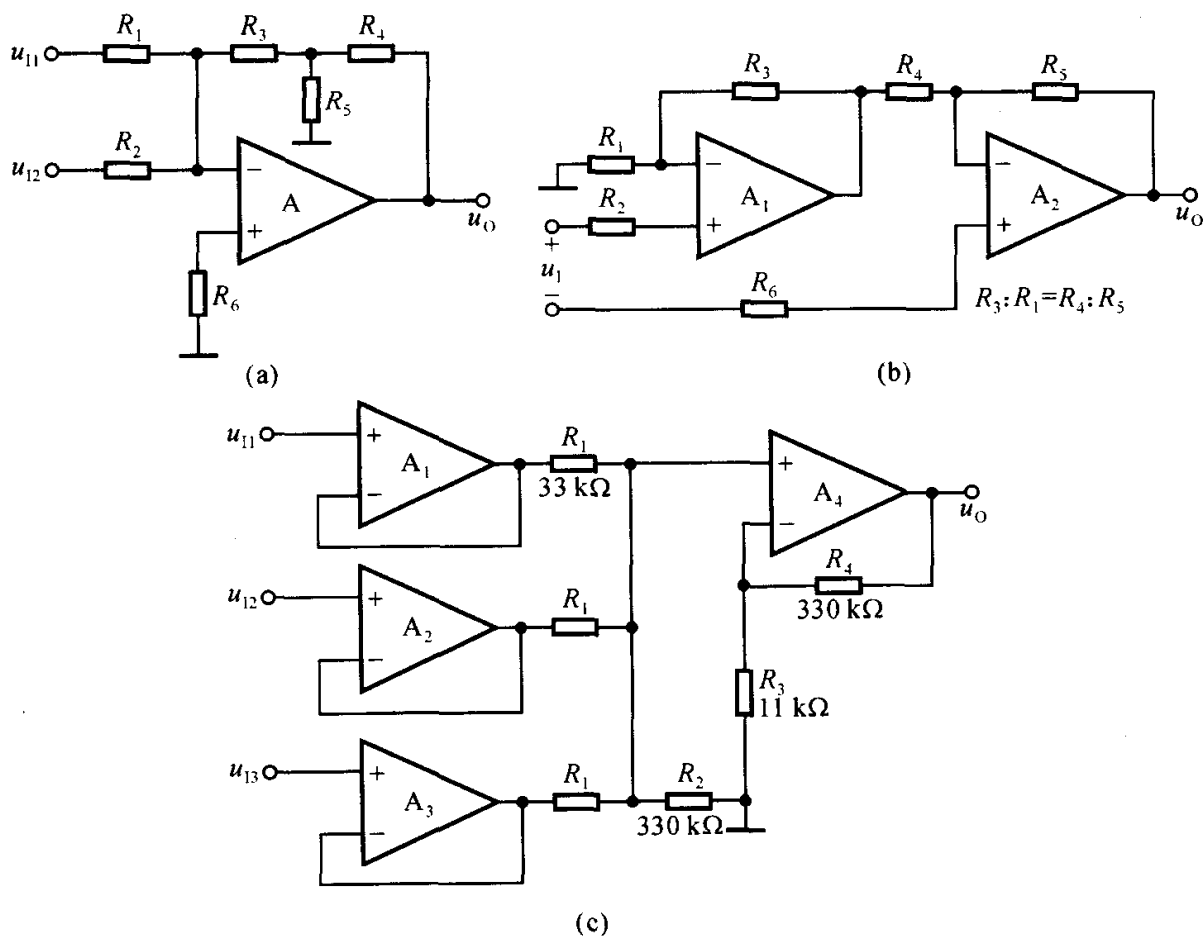 u_I1 R_1 R_3 R_4
R_5
u_I2 R_2
− A + u_O
R_6
(a)
R_3 R_4 R_5
R_1 − A_1 +
R_2
− A_2 + u_O
+ u_I −
R_6
R_3:R_1=R_4:R_5
(b)
u_I1 + A_1 −
R_1
33 kΩ
+ A_4 − u_O
R_4
330 kΩ
u_I2 + A_2 −
R_1
R_3
11 kΩ
u_I3 + A_3 −
R_1 R_2
330 kΩ
(c)